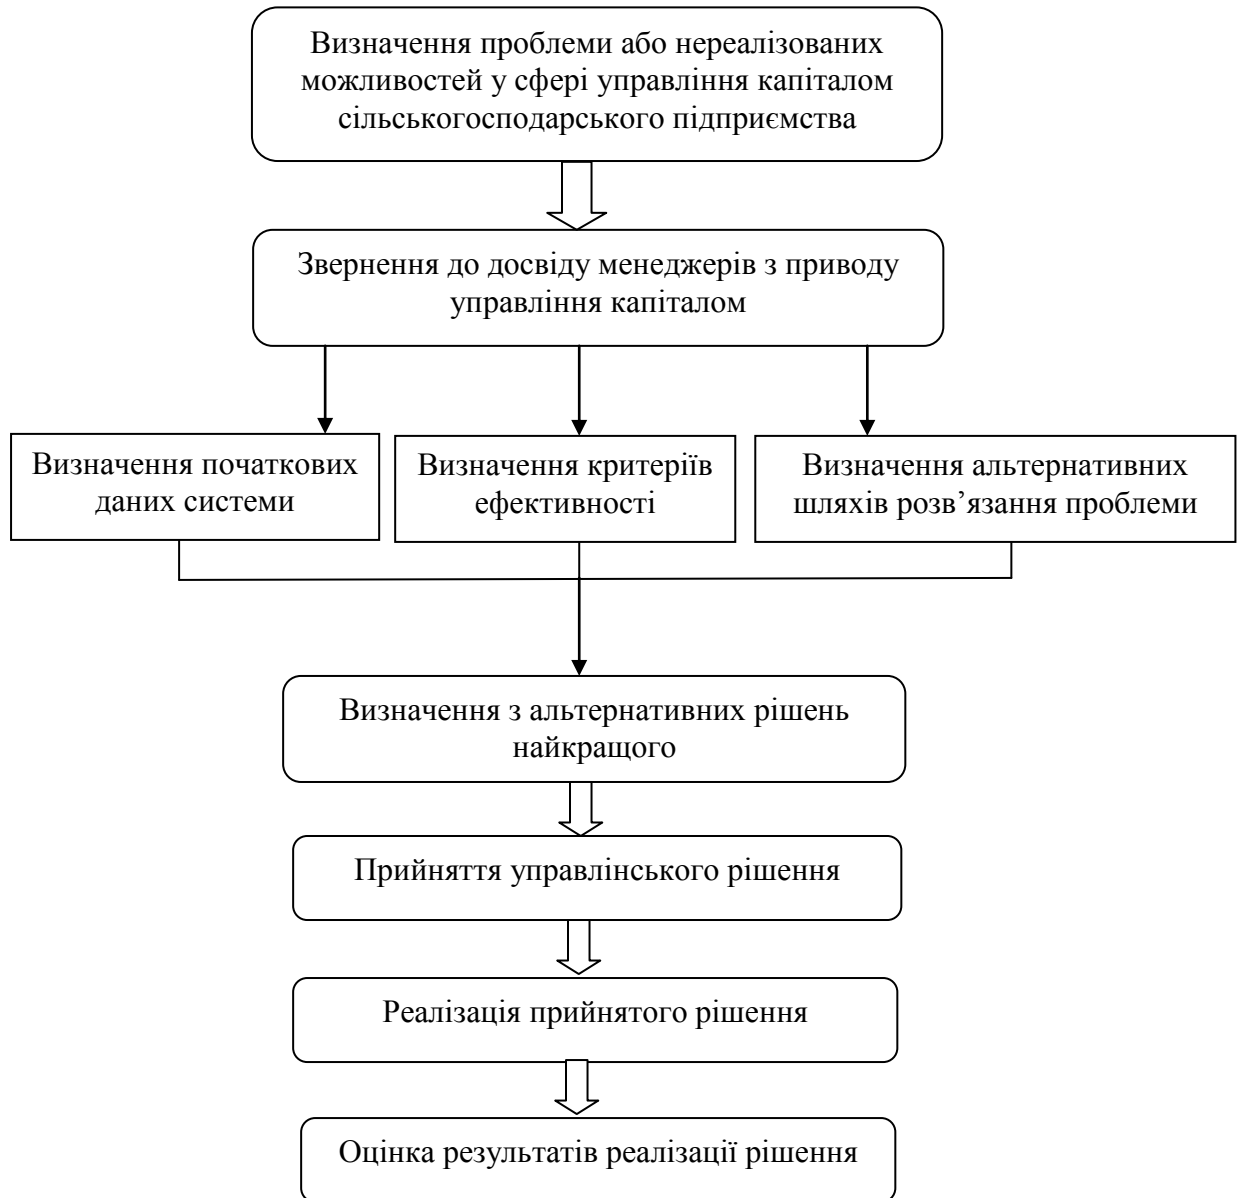 Визначення проблеми або нереалізованих
можливостей у сфері управління капіталом
сільськогосподарського підприємства
Звернення до досвіду менеджерів з приводу
управління капіталом
Визначення початкових
даних системи
Визначення критеріїв
ефективності
Визначення альтернативних
шляхів розв’язання проблеми
Визначення з альтернативних рішень
найкращого
Прийняття управлінського рішення
Реалізація прийнятого рішення
Оцінка результатів реалізації рішення